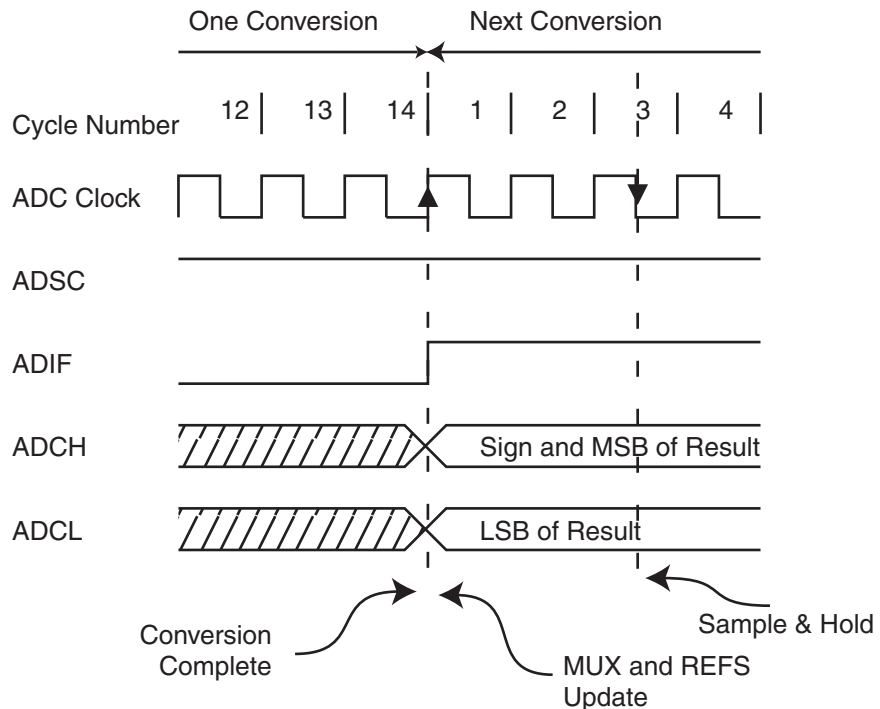 One Conversion
Next Conversion
Cycle Number
12
13
14
1
2
3
4
ADC Clock
ADSC
ADIF
ADCH
Sign and MSB of Result
ADCL
LSB of Result
Conversion
Complete
MUX and REFS
Update
Sample & Hold